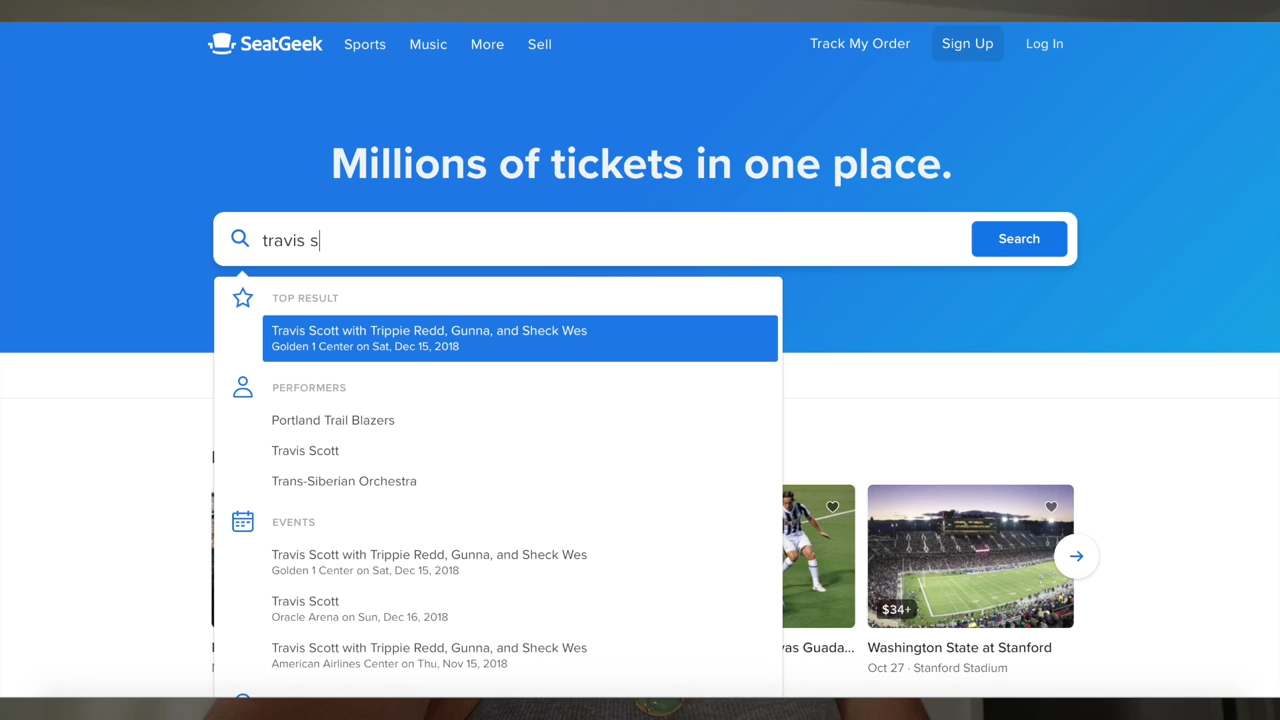 SeatGeek
Sports
Music
More
Sell
Track My Order
Sign Up
Log In
Millions of tickets in one place.
travis s
Search
TOP RESULT
Travis Scott with Trippie Redd, Gunna, and Sheck Wes
Golden 1 Center on Sat, Dec 15, 2018
PERFORMERS
Portland Trail Blazers
Travis Scott
Trans-Siberian Orchestra
EVENTS
Travis Scott with Trippie Redd, Gunna, and Sheck Wes
Golden 1 Center on Sat, Dec 15, 2018
Travis Scott
Oracle Arena on Sun, Dec 16, 2018
Travis Scott with Trippie Redd, Gunna, and Sheck Wes
American Airlines Center on Thu, Nov 15, 2018
$34+
Guada...
Washington State at Stanford
Oct 27 · Stanford Stadium